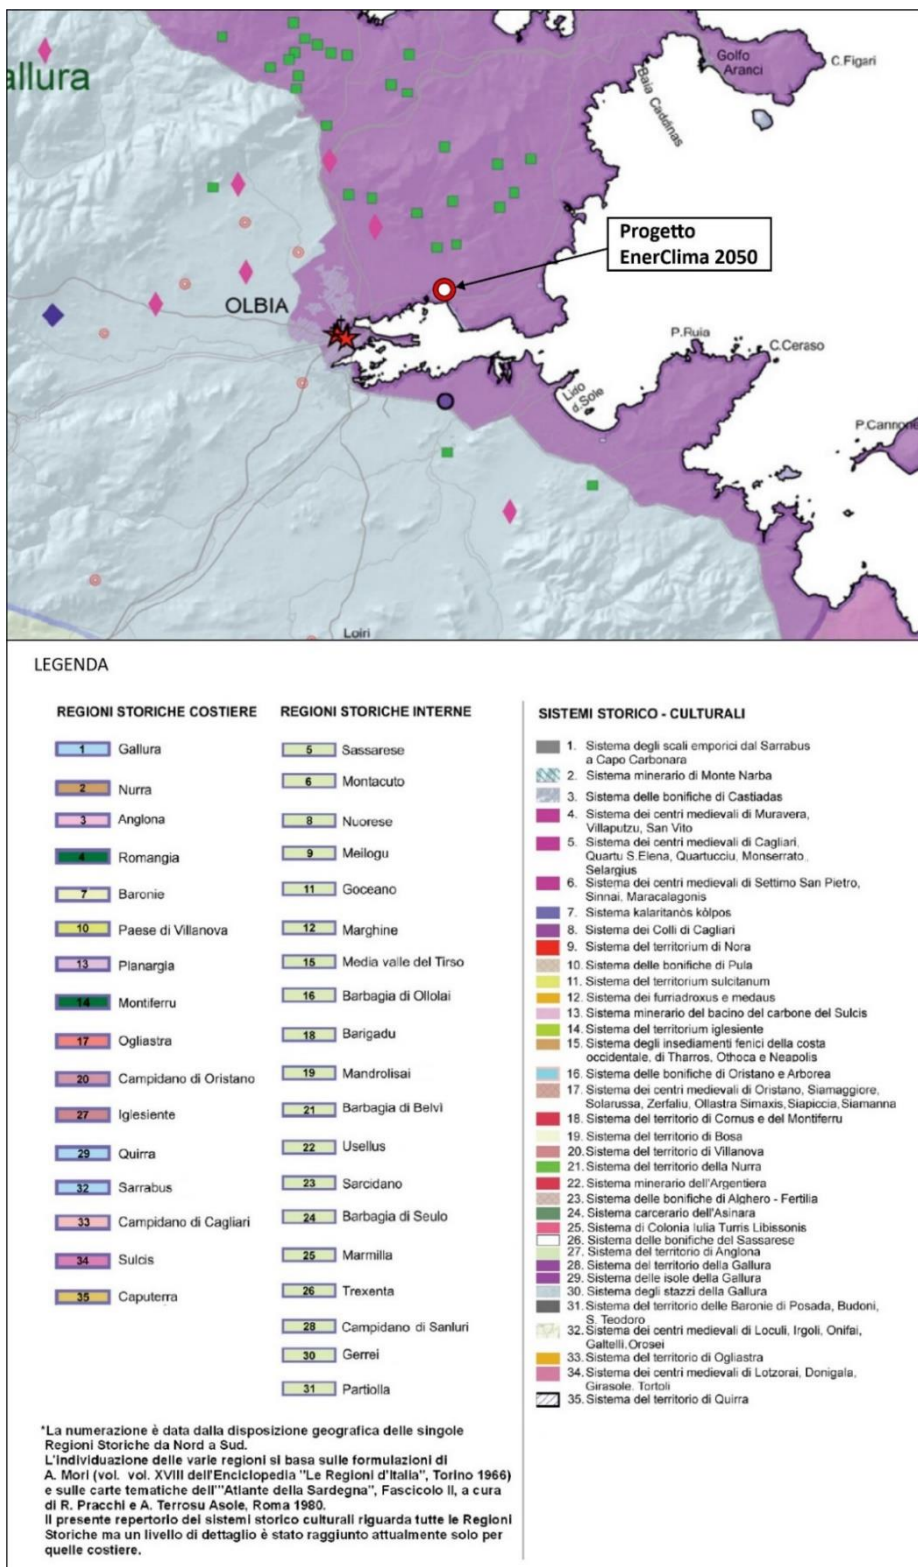 allura
Golfo
Aranci
C.Figari
Baia Caddinas
Progetto
EnerClima 2050
OLBIA
P.Ruia
C.Ceraso
Lido
d.Sole
P.Cannone
Loiri
LEGENDA
REGIONI STORICHE COSTIERE
1 Gallura
2 Nurra
3 Anglona
4 Romangia
7 Baronie
10 Paese di Villanova
13 Planargia
14 Montiferru
17 Ogliastra
20 Campidano di Oristano
27 Iglesiente
29 Quirra
32 Sarrabus
33 Campidano di Cagliari
34 Sulcis
35 Caputerra
REGIONI STORICHE INTERNE
5 Sassarese
6 Montacuto
8 Nuorese
9 Meilogu
11 Goceano
12 Marghine
15 Media valle del Tirso
16 Barbagia di Ollolai
18 Barigadu
19 Mandrolisai
21 Barbagia di Belvì
22 Usellus
23 Sarcidano
24 Barbagia di Seulo
25 Marmilla
26 Trexenta
28 Campidano di Sanluri
30 Gerrei
31 Partiolla
SISTEMI STORICO - CULTURALI
1. Sistema degli scali emporici dal Sarrabus
a Capo Carbonara
2. Sistema minerario di Monte Narba
3. Sistema delle bonifiche di Castiadas
4. Sistema dei centri medievali di Muravera,
Villaputzu, San Vito
5. Sistema dei centri medievali di Cagliari,
Quartu S.Elena, Quartucciu, Monserrato,
Selargius
6. Sistema dei centri medievali di Settimo San Pietro,
Sinnai, Maracalagonis
7. Sistema kalaritanòs kòlpos
8. Sistema dei Colli di Cagliari
9. Sistema del territorium di Nora
10. Sistema delle bonifiche di Pula
11. Sistema del territorium sulcitanum
12. Sistema dei furriadroxus e medaus
13. Sistema minerario del bacino del carbone del Sulcis
14. Sistema del territorium iglesiente
15. Sistema degli insediamenti fenici della costa
occidentale, di Tharros, Othoca e Neapolis
16. Sistema delle bonifiche di Oristano e Arborea
17. Sistema dei centri medievali di Oristano, Siamaggiore,
Solarussa, Zerfaliu, Ollastra Simaxis, Siapiccia, Siamanna
18. Sistema del territorio di Cornus e del Montiferru
19. Sistema del territorio di Bosa
20. Sistema del territorio di Villanova
21. Sistema del territorio della Nurra
22. Sistema minerario dell'Argentiera
23. Sistema delle bonifiche di Alghero - Fertilia
24. Sistema carcerario dell'Asinara
25. Sistema di Colonia Iulia Turris Libissonis
26. Sistema delle bonifiche del Sassarese
27. Sistema del territorio di Anglona
28. Sistema del territorio della Gallura
29. Sistema delle isole della Gallura
30. Sistema degli stazzi della Gallura
31. Sistema del territorio delle Baronie di Posada, Budoni,
S. Teodoro
32. Sistema dei centri medievali di Loculi, Irgoli, Onifai,
Galtelli, Orosei
33. Sistema del territorio di Ogliastra
34. Sistema dei centri medievali di Lotzorai, Donigala,
Girasole, Tortolì
35. Sistema del territorio di Quirra
*La numerazione è data dalla disposizione geografica delle singole
Regioni Storiche da Nord a Sud.
L'individuazione delle varie regioni si basa sulle formulazioni di
A. Mori (vol. vol. XVIII dell'Enciclopedia "Le Regioni d'Italia", Torino 1966)
e sulle carte tematiche dell'"Atlante della Sardegna", Fascicolo II, a cura
di R. Pracchi e A. Terrosu Asole, Roma 1980.
Il presente repertorio dei sistemi storico culturali riguarda tutte le Regioni
Storiche ma un livello di dettaglio è stato raggiunto attualmente solo per
quelle costiere.